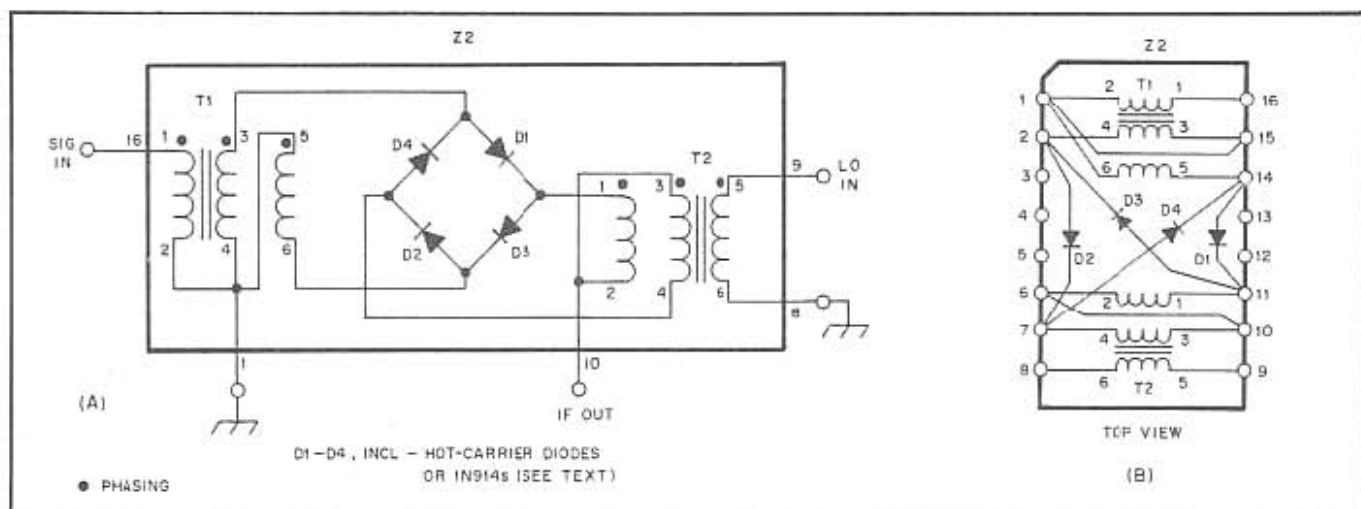 Z2
T1
16
1
3
5
SIG
IN
2
4
6
D4
D1
D2
D3
T2
1
3
5
9
LO
IN
2
4
6
8
1
10
(A)
IF OUT
D1-D4, INCL - HOT-CARRIER DIODES
OR 1N914s (SEE TEXT)
PHASING
Z2
T1
1
2
1
16
2
4
3
15
3
6
5
14
4
D3
D4
13
5
D2
D1
12
6
2
1
11
7
4
3
10
8
6
T2
5
9
TOP VIEW
(B)